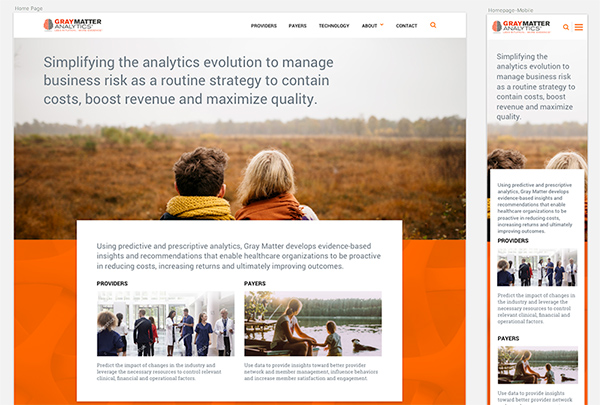 Home Page
GRAYMATTER
ANALYTICS
PROVIDERS
PAYERS
TECHNOLOGY
ABOUT
CONTACT
Simplifying the analytics evolution to manage
business risk as a routine strategy to contain
costs, boost revenue and maximize quality.
Using predictive and prescriptive analytics, Gray Matter develops evidence-based
insights and recommendations that enable healthcare organizations to be proactive
in reducing costs, increasing returns and ultimately improving outcomes.
PROVIDERS
Predict the impact of changes in the industry and
leverage the necessary resources to control relevant
clinical, financial and operational factors.
PAYERS
Use data to provide insights toward better provider
network and member management, influence behaviors
and increase member satisfaction and engagement.
Homepage-Mobile
GRAYMATTER
ANALYTICS
Simplifying the
analytics evolution to
manage business risk
as a routine strategy to
contain costs, boost
revenue and maximize
quality.
Using predictive and prescriptive
analytics, Gray Matter develops
evidence-based insights and
recommendations that enable
healthcare organizations to be
proactive in reducing costs,
increasing returns and ultimately
improving outcomes.
PROVIDERS
Predict the impact of changes in
the industry and leverage the
necessary resources to control
relevant clinical, financial and
operational factors.
PAYERS
Use data to provide insights
toward better provider network